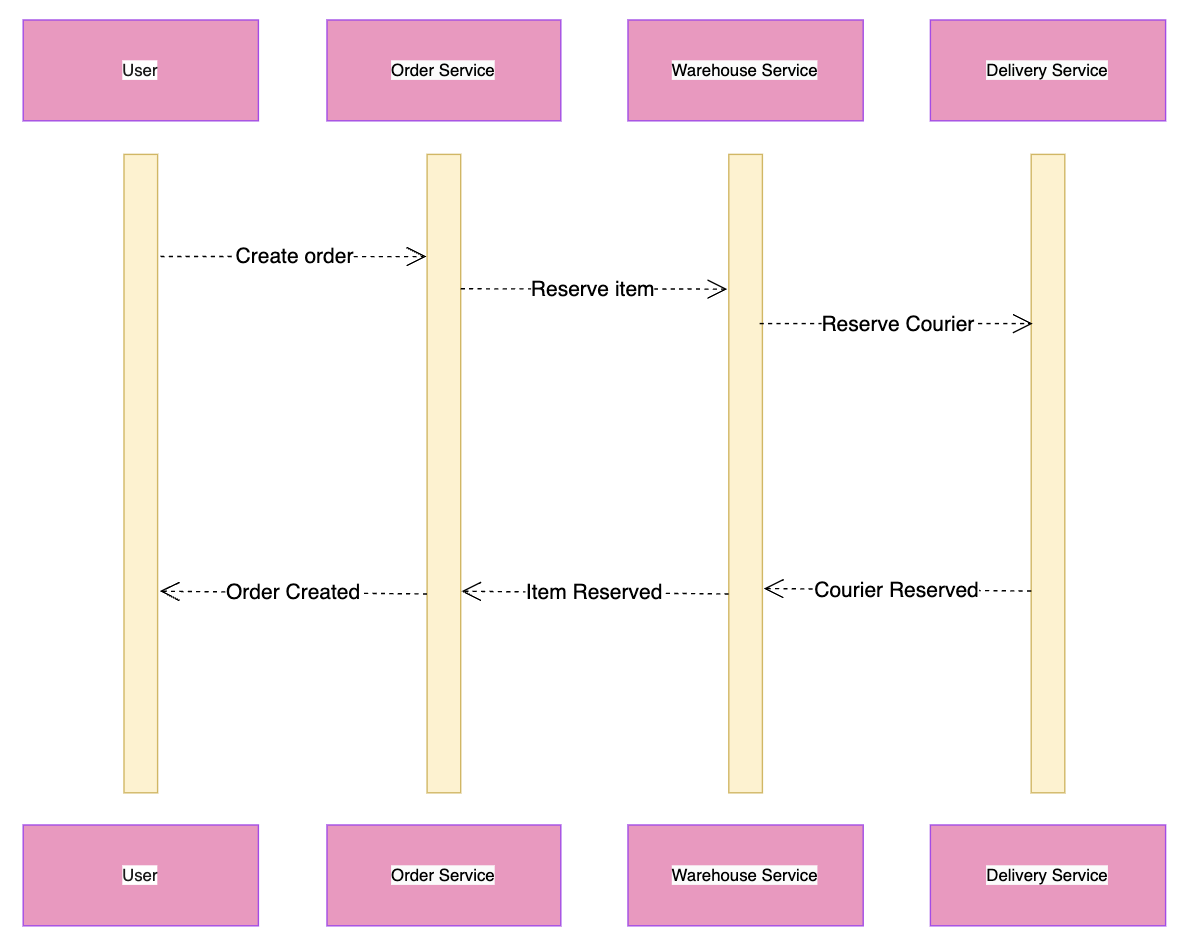 User
Order Service
Warehouse Service
Delivery Service
Create order
Reserve item
Reserve Courier
Order Created
Item Reserved
Courier Reserved
User
Order Service
Warehouse Service
Delivery Service